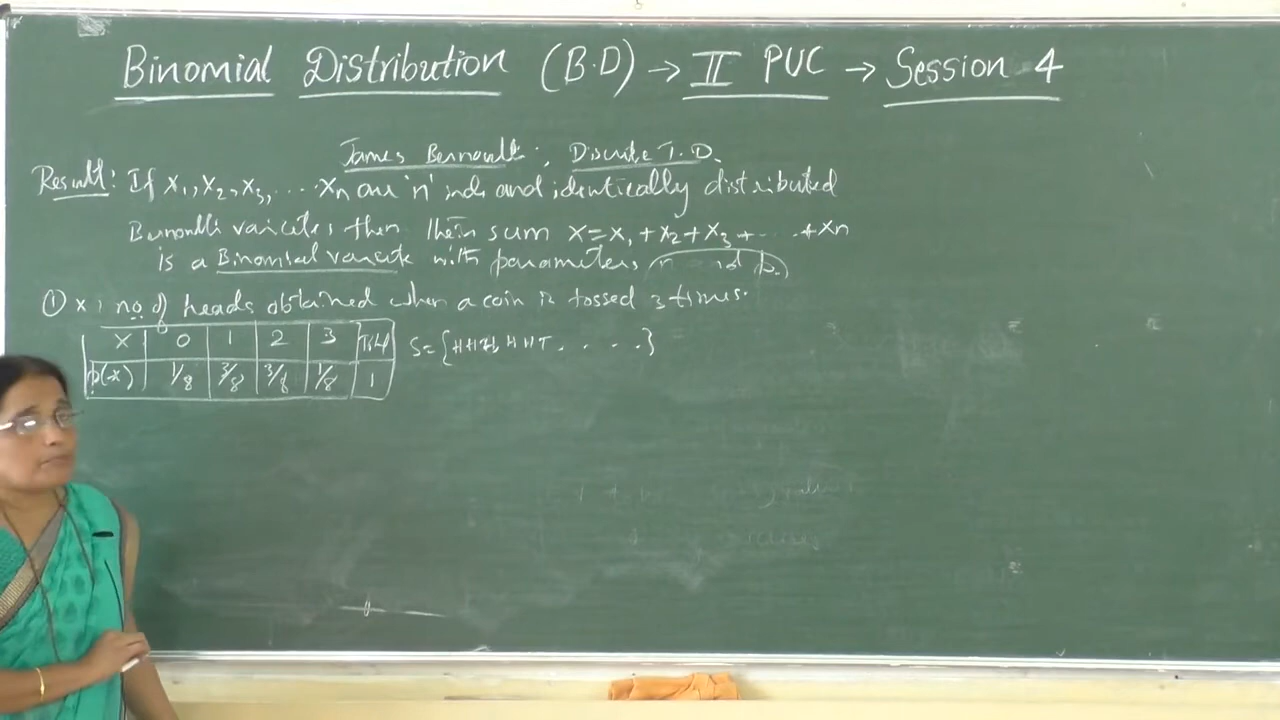 Binomial Distribution (B.D) → II PUC → Session 4
James Bernoulli, Discrete T.D.
Result: If x₁, x₂, x₃, .... xn are 'n' inde and identically distributed
Bernoulli variates then their sum x = x₁ + x₂ + x₃ + .... + xn
is a Binomial variate with parameters n and p.
① x: no of heads obtained when a coin is tossed 3 times.
x 0 1 2 3 Total S = {HHH, HHT, . . . .}
p(x) 1/8 3/8 3/8 1/8 1